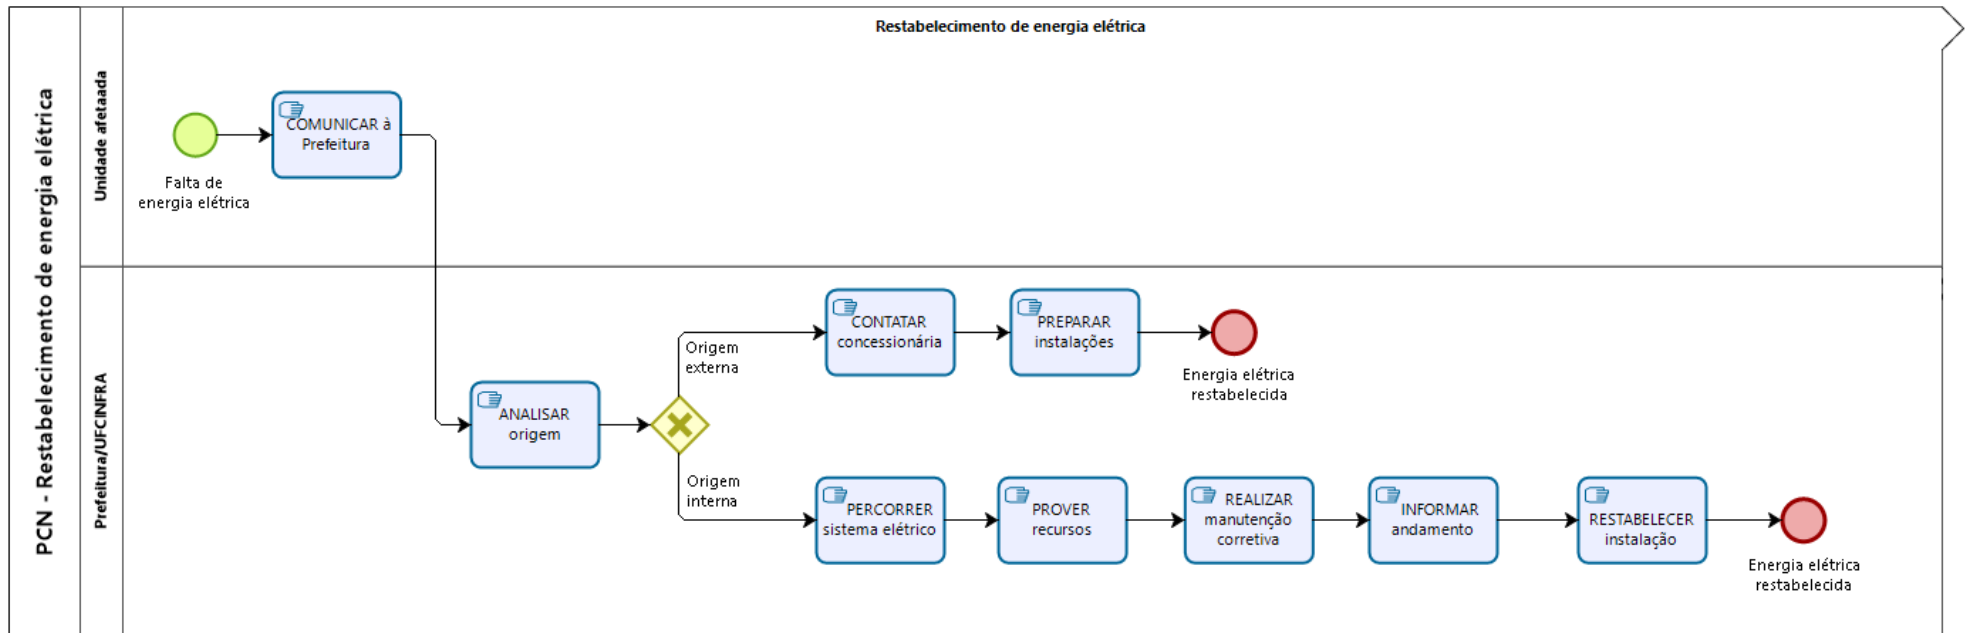 Restabelecimento de energia elétrica
PCN - Restabelecimento de energia elétrica
Unidade afetaada
Falta de
energia elétrica
COMUNICAR à
Prefeitura
Prefeitura/UFCINFRA
ANALISAR
origem
Origem
externa
CONTATAR
concessionária
PREPARAR
instalações
Energia elétrica
restabelecida
Origem
interna
PERCORRER
sistema elétrico
PROVER
recursos
REALIZAR
manutenção
corretiva
INFORMAR
andamento
RESTABELECER
instalação
Energia elétrica
restabelecida